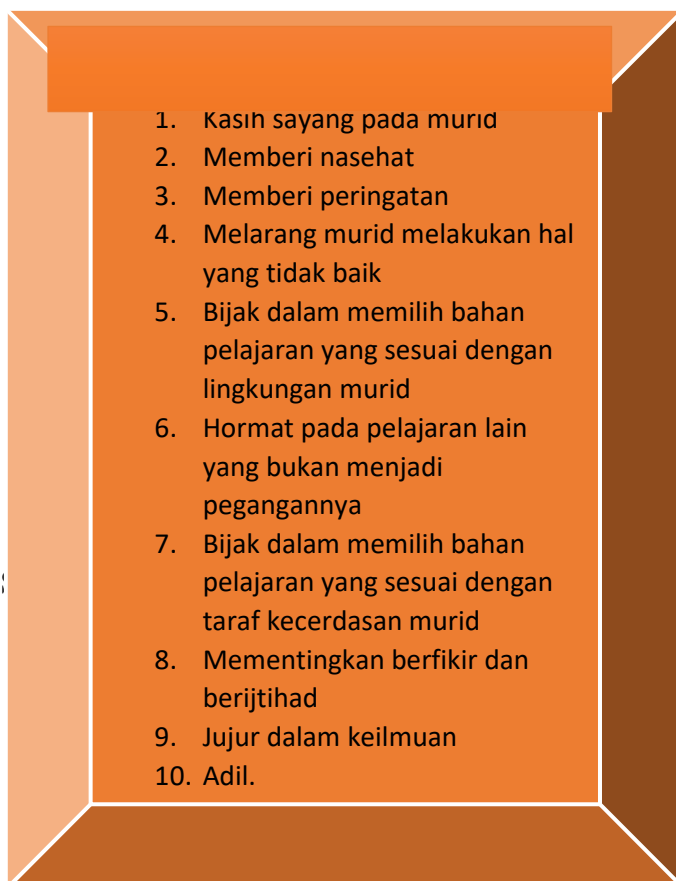 1. Kasih sayang pada murid
2. Memberi nasehat
3. Memberi peringatan
4. Melarang murid melakukan hal
yang tidak baik
5. Bijak dalam memilih bahan
pelajaran yang sesuai dengan
lingkungan murid
6. Hormat pada pelajaran lain
yang bukan menjadi
pegangannya
7. Bijak dalam memilih bahan
pelajaran yang sesuai dengan
taraf kecerdasan murid
8. Mementingkan berfikir dan
berijtihad
9. Jujur dalam keilmuan
10. Adil.